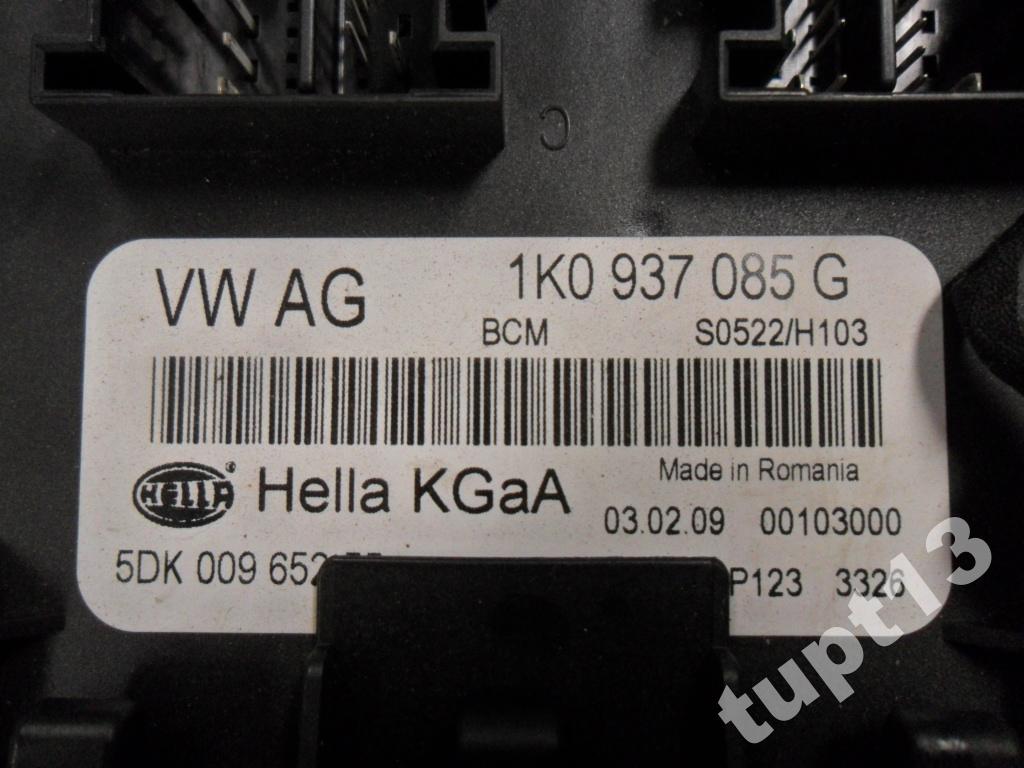 C
VW AG 1K0 937 085 G
BCM S0522/H103
Made in Romania
HELLA ® Hella KGaA
03.02.09 00103000
5DK 009
P123 3326
tupt13